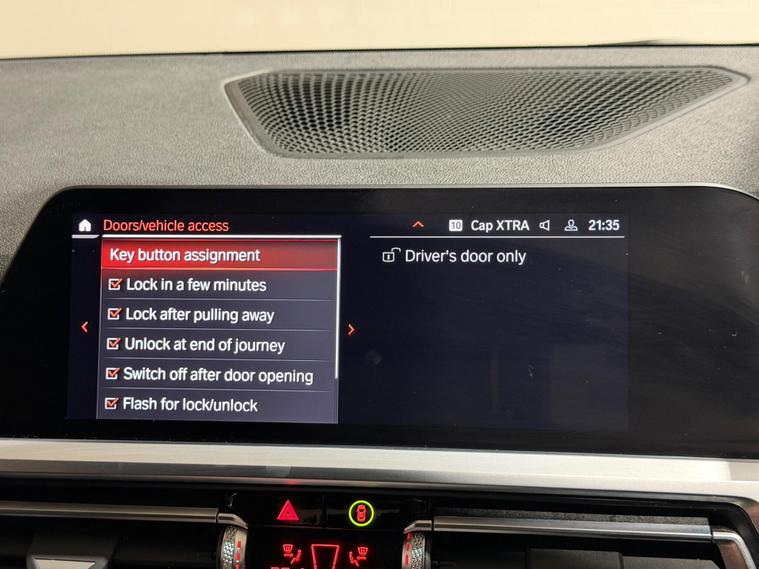 Doors/vehicle access
10 Cap XTRA 21:35
Key button assignment
Driver's door only
Lock in a few minutes
Lock after pulling away
Unlock at end of journey
Switch off after door opening
Flash for lock/unlock